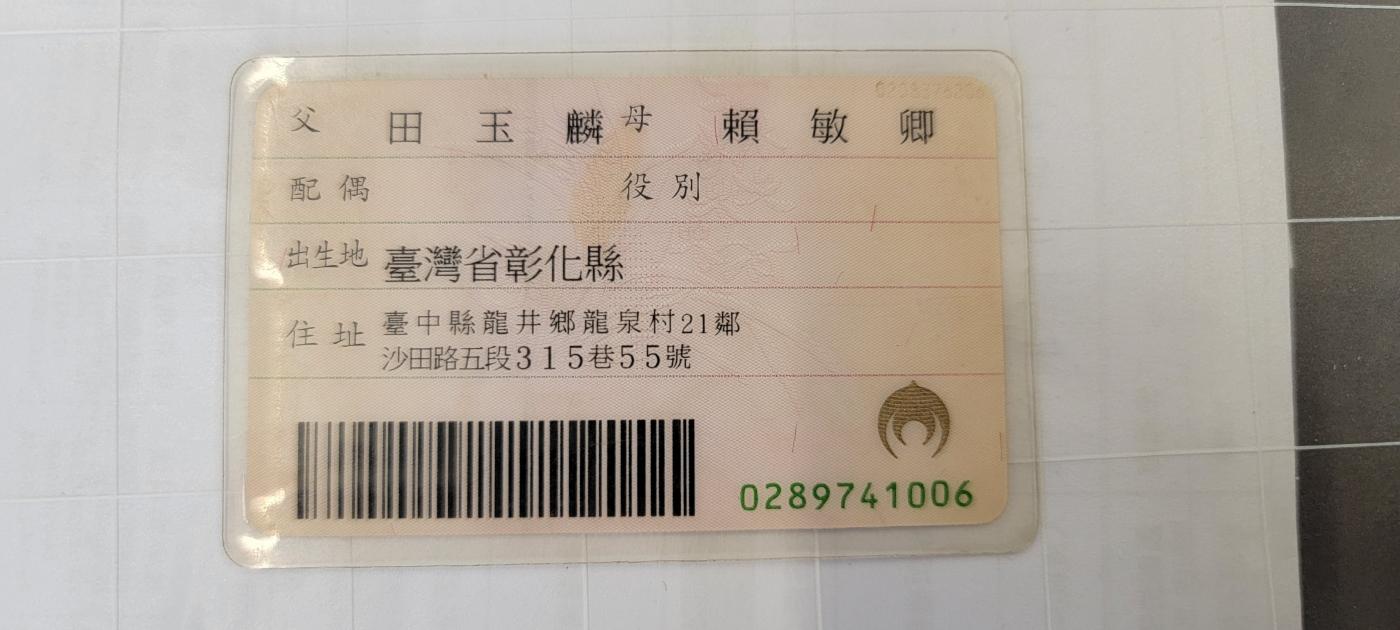 父 田玉麟 母 賴敏卿
配偶 役別
出生地 臺灣省彰化縣
住址 臺中縣龍井鄉龍泉村21鄰
沙田路五段315巷55號
0289741006